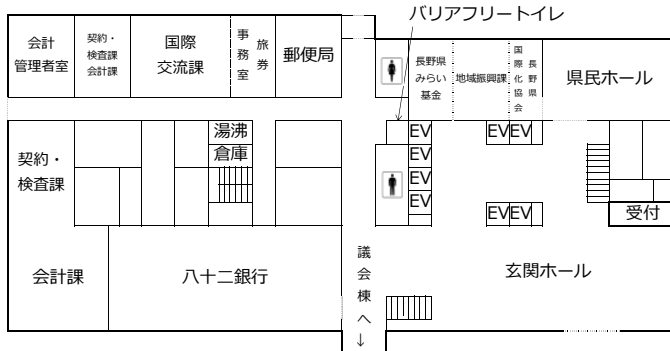 バリアフリートイレ
会計
管理者室
契約・
検査課
会計課
国際
交流課
旅券
事務室
郵便局
長野県
みらい
基金
地域振興課
長野県
国際化協会
県民ホール
湯沸
倉庫
EV
EV
EV
EV
EV
EV
EV
EV
契約・
検査課
受付
会計課
八十二銀行
議会棟へ↓
玄関ホール